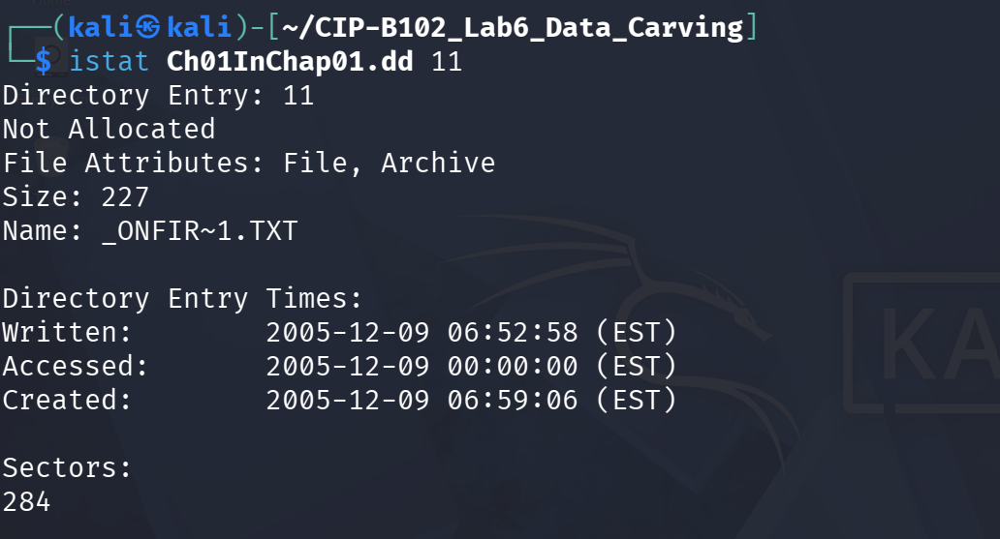 ┌──(kali㉿kali)-[~/CIP-B102_Lab6_Data_Carving]
└─$ istat Ch01InChap01.dd 11
Directory Entry: 11
Not Allocated
File Attributes: File, Archive
Size: 227
Name: _ONFIR~1.TXT

Directory Entry Times:
Written:        2005-12-09 06:52:58 (EST)
Accessed:       2005-12-09 00:00:00 (EST)
Created:        2005-12-09 06:59:06 (EST)

Sectors:
284
KA